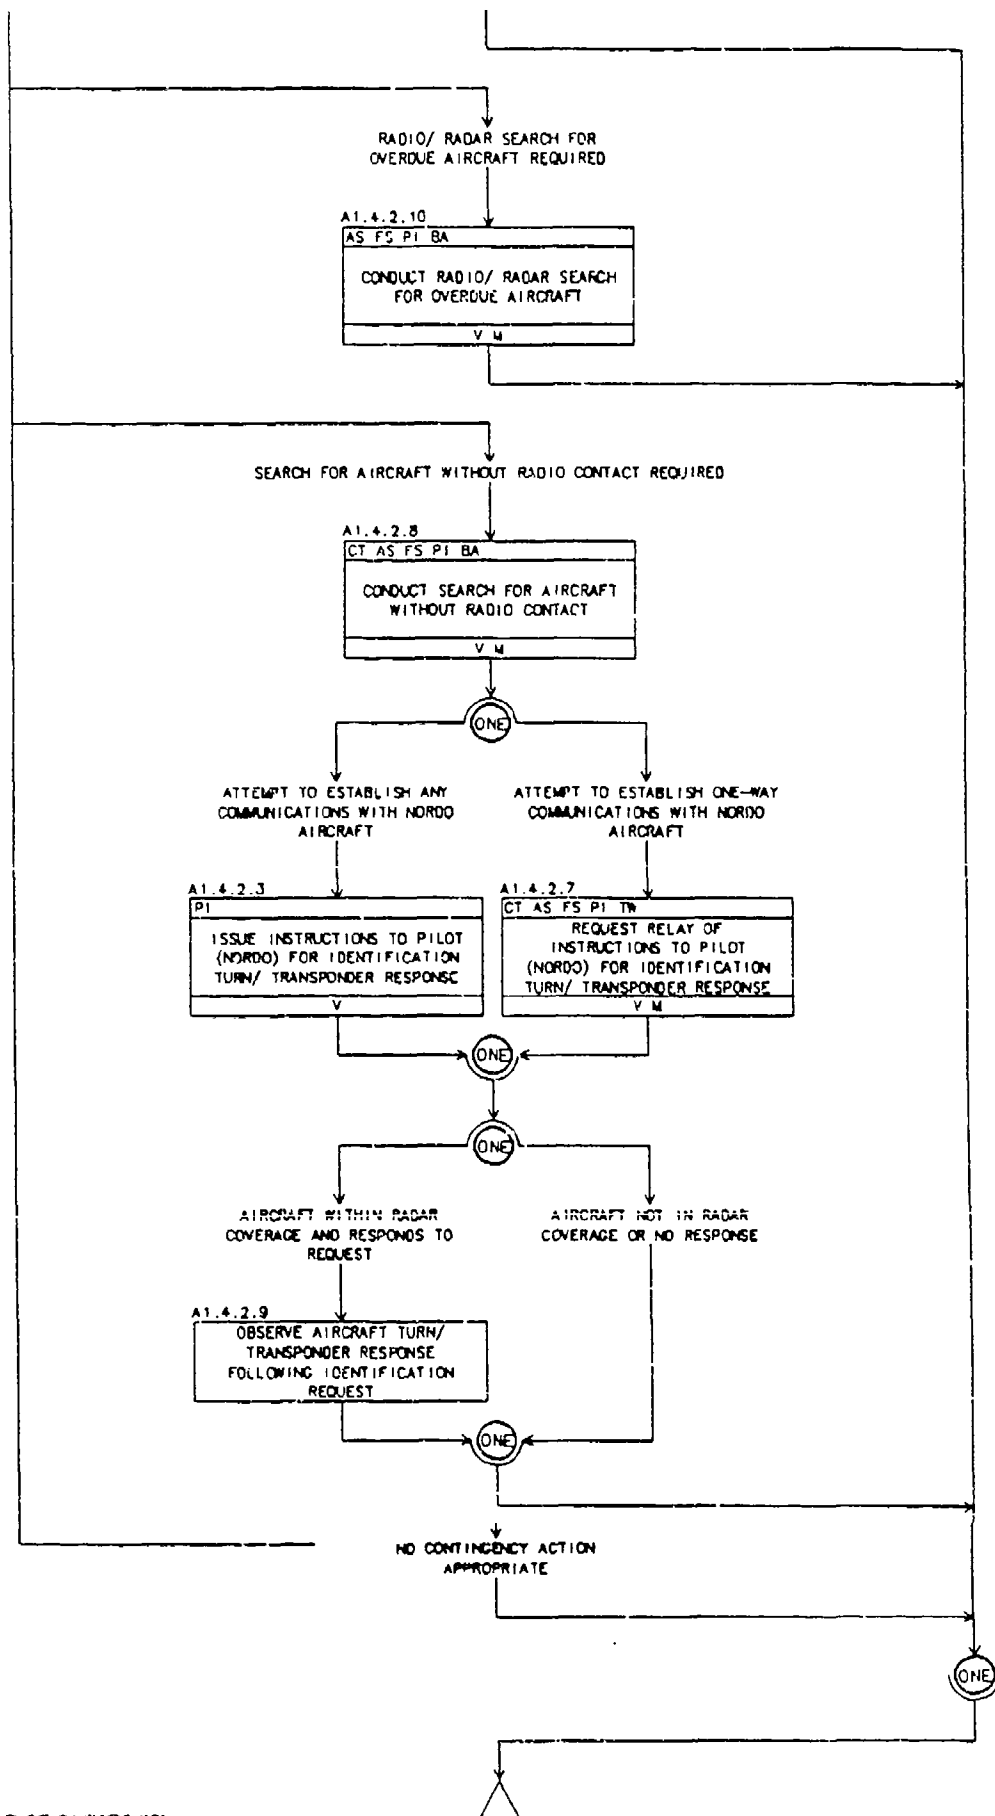 RADIO/ RADAR SEARCH FOR
OVERDUE AIRCRAFT REQUIRED
A1.4.2.10
AS FS PI BA
CONDUCT RADIO/ RADAR SEARCH
FOR OVERDUE AIRCRAFT
V M
SEARCH FOR AIRCRAFT WITHOUT RADIO CONTACT REQUIRED
A1.4.2.8
CT AS FS PI BA
CONDUCT SEARCH FOR AIRCRAFT
WITHOUT RADIO CONTACT
V M
ONE
ATTEMPT TO ESTABLISH ANY
COMMUNICATIONS WITH NORDO
AIRCRAFT
ATTEMPT TO ESTABLISH ONE-WAY
COMMUNICATIONS WITH NORDO
AIRCRAFT
A1.4.2.3
PI
ISSUE INSTRUCTIONS TO PILOT
(NORDO) FOR IDENTIFICATION
TURN/ TRANSPONDER RESPONSE
V
A1.4.2.7
CT AS FS PI TW
REQUEST RELAY OF
INSTRUCTIONS TO PILOT
(NORDO) FOR IDENTIFICATION
TURN/ TRANSPONDER RESPONSE
V M
ONE
ONE
AIRCRAFT WITHIN RADAR
COVERAGE AND RESPONDS TO
REQUEST
AIRCRAFT NOT IN RADAR
COVERAGE OR NO RESPONSE
A1.4.2.9
OBSERVE AIRCRAFT TURN/
TRANSPONDER RESPONSE
FOLLOWING IDENTIFICATION
REQUEST
ONE
NO CONTINGENCY ACTION
APPROPRIATE
ONE